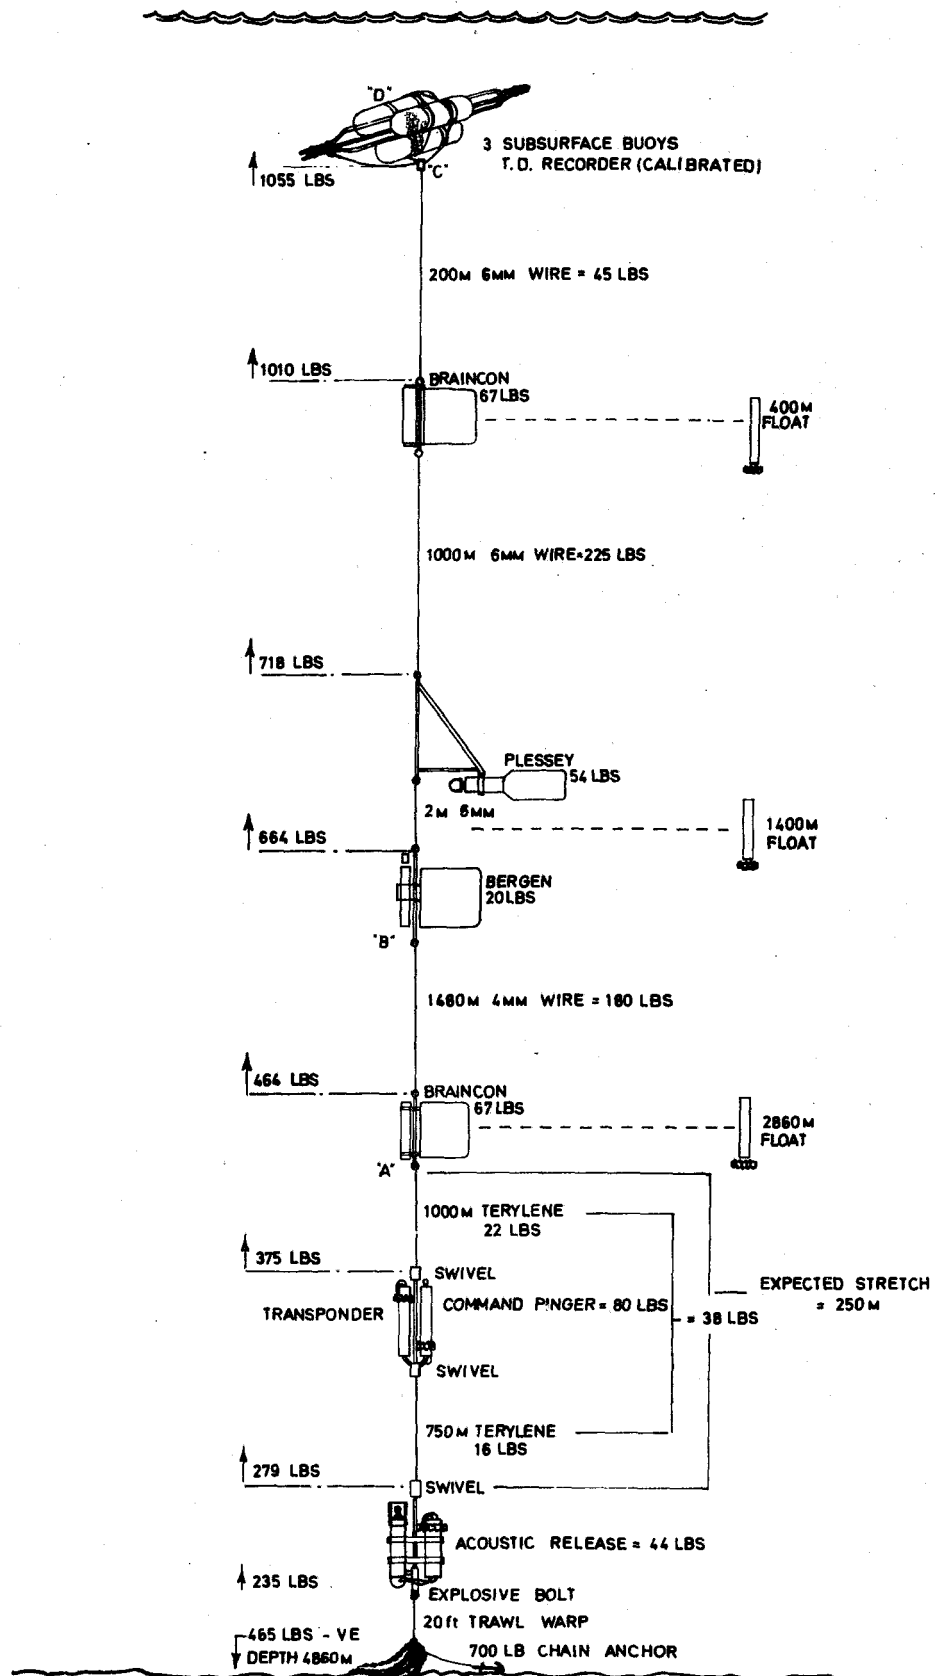 "D"
3 SUBSURFACE BUOYS
T.D. RECORDER (CALIBRATED)
"C"
1055 LBS
200M 6MM WIRE = 45 LBS
1010 LBS
BRAINCON
67 LBS
400M
FLOAT
1000M 6MM WIRE=225 LBS
718 LBS
PLESSEY
54 LBS
2M 6MM
1400M
FLOAT
664 LBS
BERGEN
20LBS
"B"
1460M 4MM WIRE = 180 LBS
464 LBS
BRAINCON
67 LBS
2860M
FLOAT
"A"
1000M TERYLENE
22 LBS
375 LBS
SWIVEL
EXPECTED STRETCH
= 250 M
TRANSPONDER
COMMAND PINGER = 80 LBS
= 38 LBS
SWIVEL
750M TERYLENE
16 LBS
279 LBS
SWIVEL
ACOUSTIC RELEASE = 44 LBS
235 LBS
EXPLOSIVE BOLT
20ft TRAWL WARP
465 LBS - VE
DEPTH 4860M
700 LB CHAIN ANCHOR